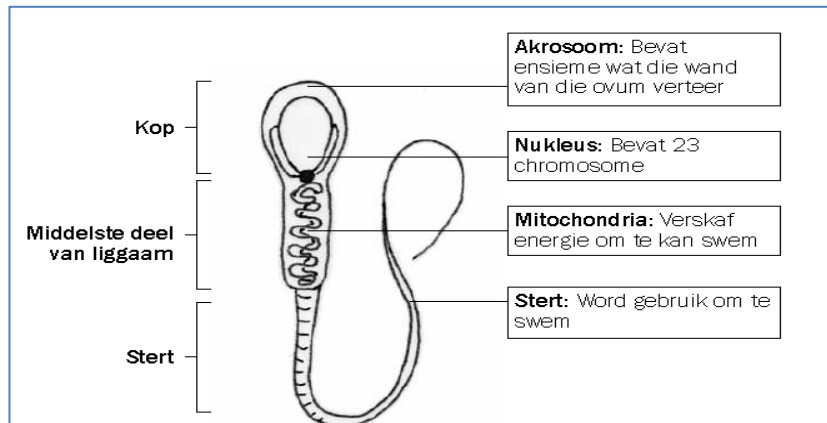 Kop
Middelste deel
van liggaam
Stert
Akrosoom: Bevat
ensieme wat die wand
van die ovum verteer
Nukleus: Bevat 23
chromosome
Mitochondria: Verskaf
energie om te kan swem
Stert: Word gebruik om te
swem